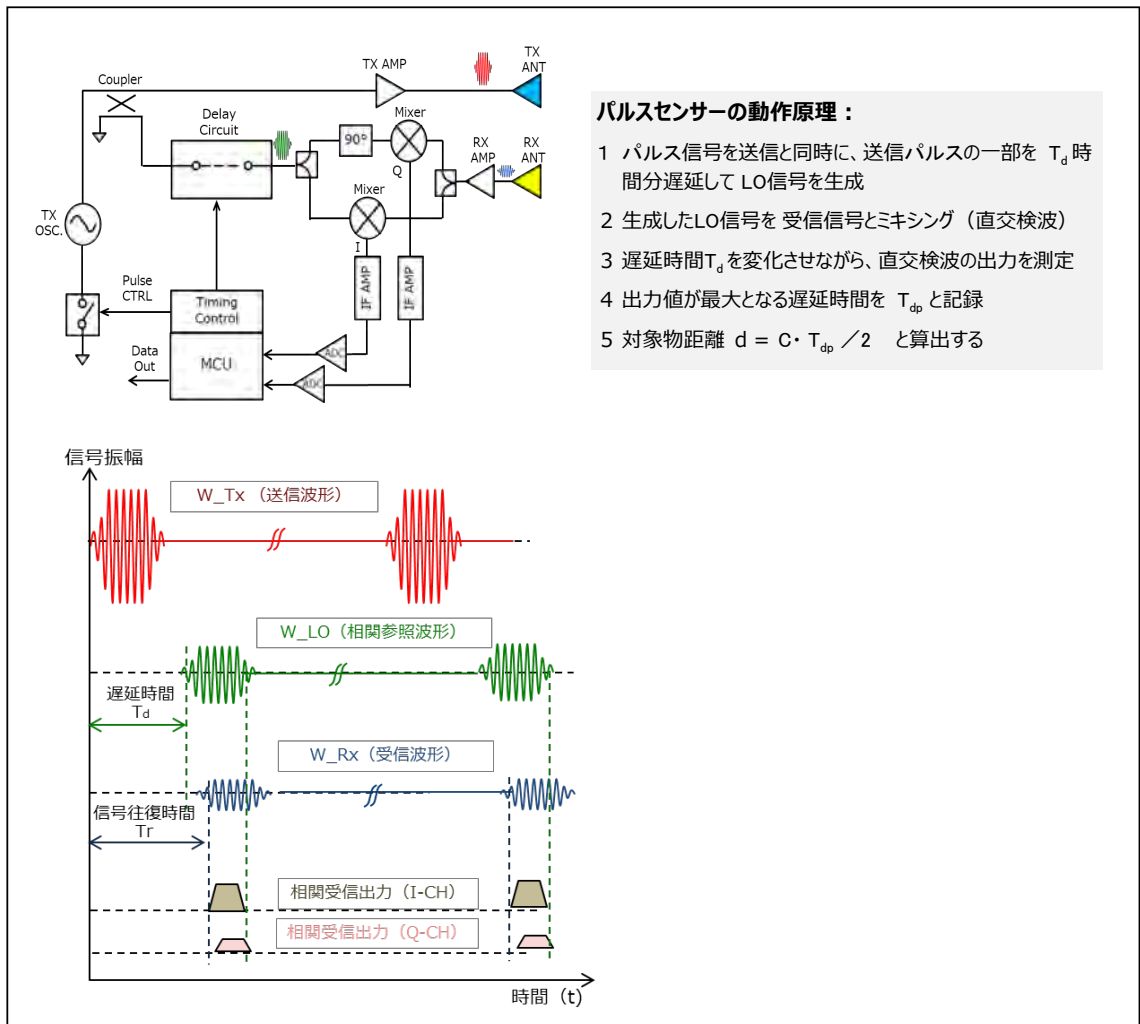 TX AMP
TX
ANT
Coupler
Delay
Circuit
Mixer
90°
RX
AMP
RX
ANT
Q
Mixer
TX
OSC.
I
Pulse
CTRL
IF AMP
IF AMP
Timing
Control
Data
Out
MCU
ADC
ADC
パルスセンサーの動作原理：
1 パルス信号を送信と同時に、送信パルスの一部を Td 時
間分遅延して LO信号を生成
2 生成したLO信号を 受信信号とミキシング（直交検波）
3 遅延時間Td を変化させながら、直交検波の出力を測定
4 出力値が最大となる遅延時間を Tdp と記録
5 対象物距離 d = C・ Tdp ／2 と算出する
信号振幅
W_Tx （送信波形）
W_LO（相関参照波形）
遅延時間
Td
W_Rx（受信波形）
信号往復時間
Tr
相関受信出力（I-CH）
相関受信出力（Q-CH）
時間（t）